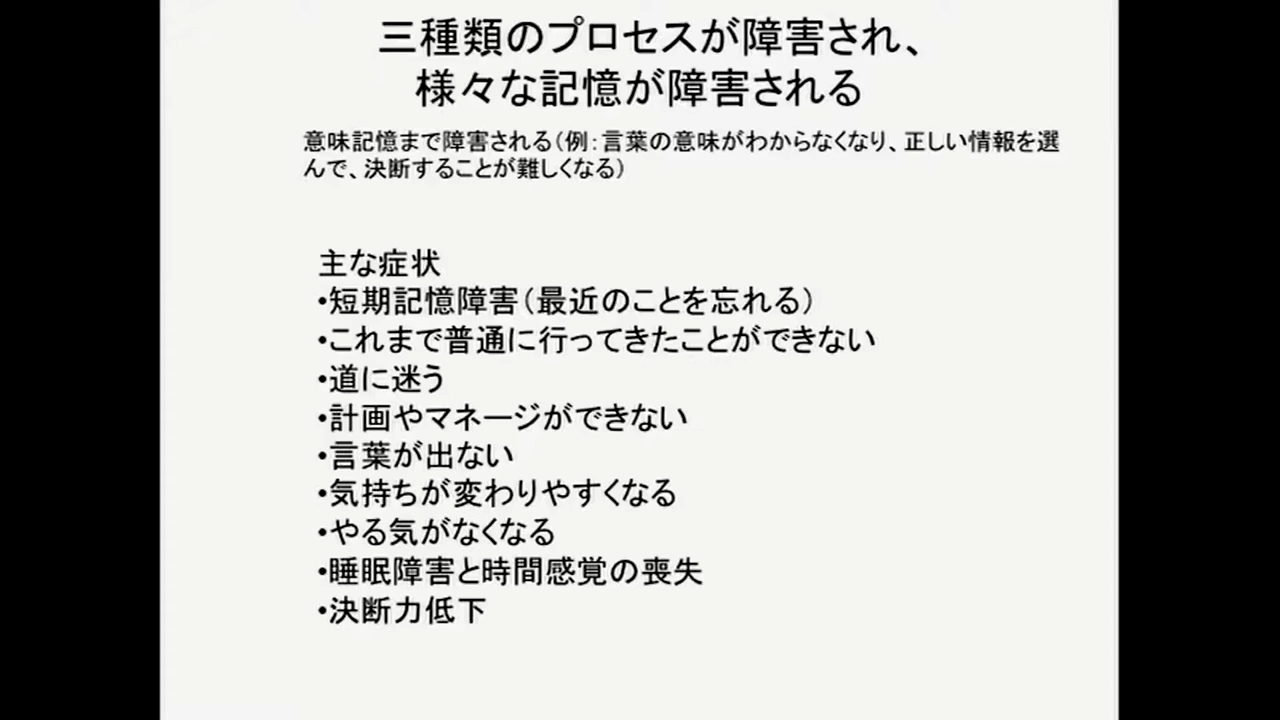 三種類のプロセスが障害され、
様々な記憶が障害される
意味記憶まで障害される(例:言葉の意味がわからなくなり、正しい情報を選
んで、決断することが難しくなる)
主な症状
•短期記憶障害(最近のことを忘れる)
•これまで普通に行ってきたことができない
•道に迷う
•計画やマネージができない
•言葉が出ない
•気持ちが変わりやすくなる
•やる気がなくなる
•睡眠障害と時間感覚の喪失
•決断力低下